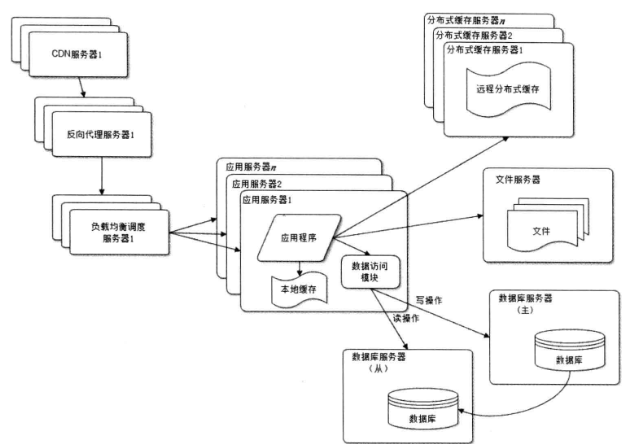 CDN服务器1
反向代理服务器1
负载均衡调度
服务器1
应用服务器n
应用服务器2
应用服务器1
应用程序
本地缓存
数据访问
模块
分布式缓存服务器n
分布式缓存服务器2
分布式缓存服务器1
远程分布式缓存
文件服务器
文件
写操作
读操作
数据库服务器
（主）
数据库
数据库服务器
（从）
数据库